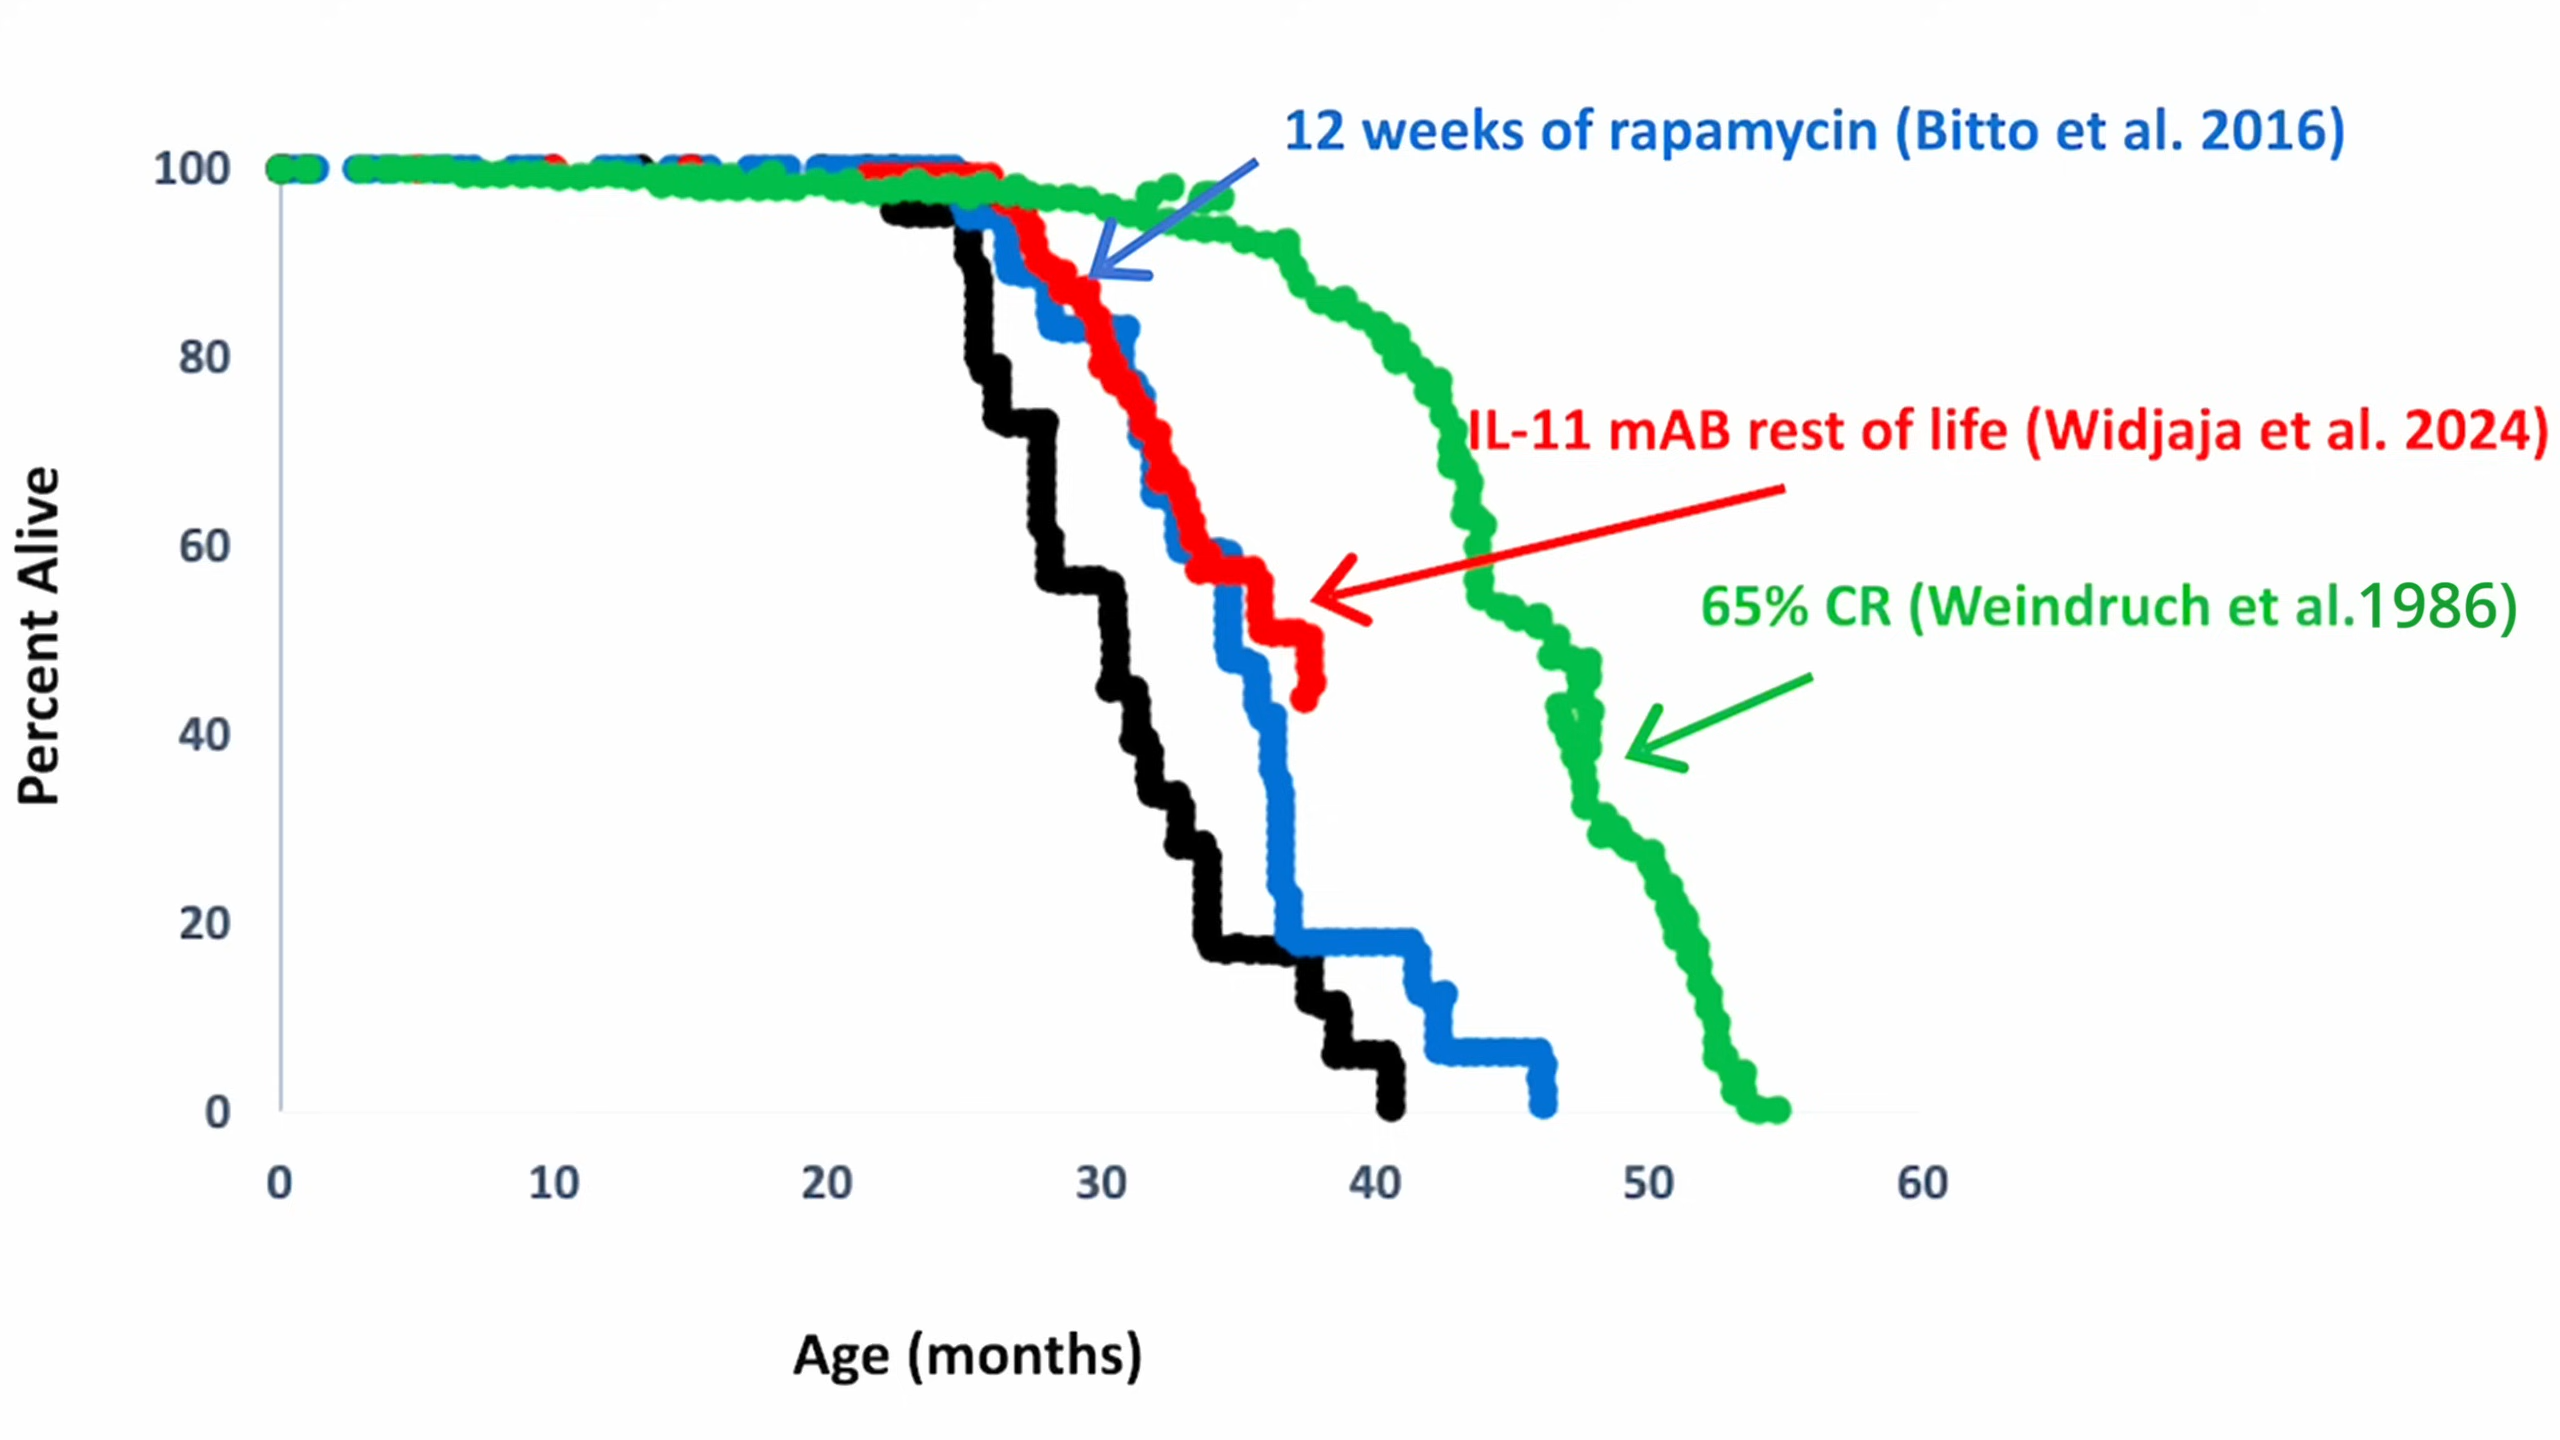 12 weeks of rapamycin (Bitto et al. 2016)
100
80
IL-11 mAB rest of life (Widjaja et al. 2024)
60
65% CR (Weindruch et al.1986)
40
20
0
Percent Alive
0 10 20 30 40 50 60
Age (months)